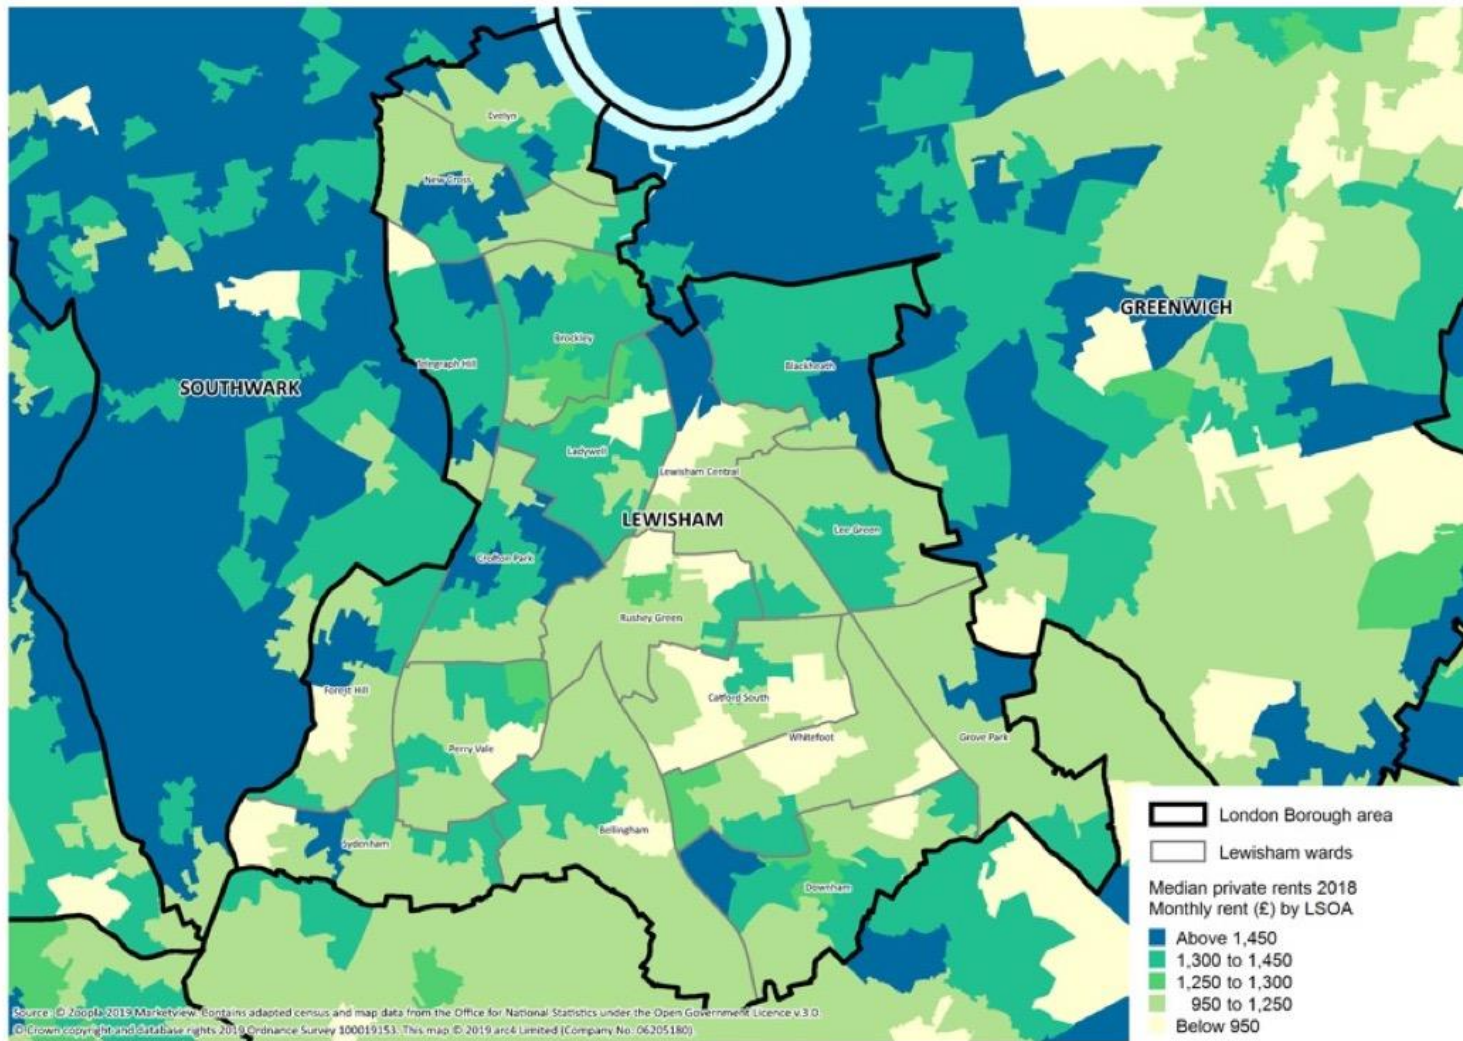 Evelyn
New Cross
GREENWICH
Brockley
Telegraph Hill
Blackheath
SOUTHWARK
Ladywell
Lewisham Central
LEWISHAM
Lee Green
Crofton Park
Rushey Green
Forest Hill
Catford South
Perry Vale
Whitefoot
Grove Park
Bellingham
Sydenham
Downham
London Borough area
Lewisham wards
Median private rents 2018
Monthly rent (£) by LSOA
Above 1,450
1,300 to 1,450
1,250 to 1,300
950 to 1,250
Below 950
Source: © Zoopla 2019 Marketview. Contains adapted census and map data from the Office for National Statistics under the Open Government Licence v.3.0.
© Crown copyright and database rights 2019 Ordnance Survey 100019153. This map © 2019 arc4 Limited (Company No. 06205180)